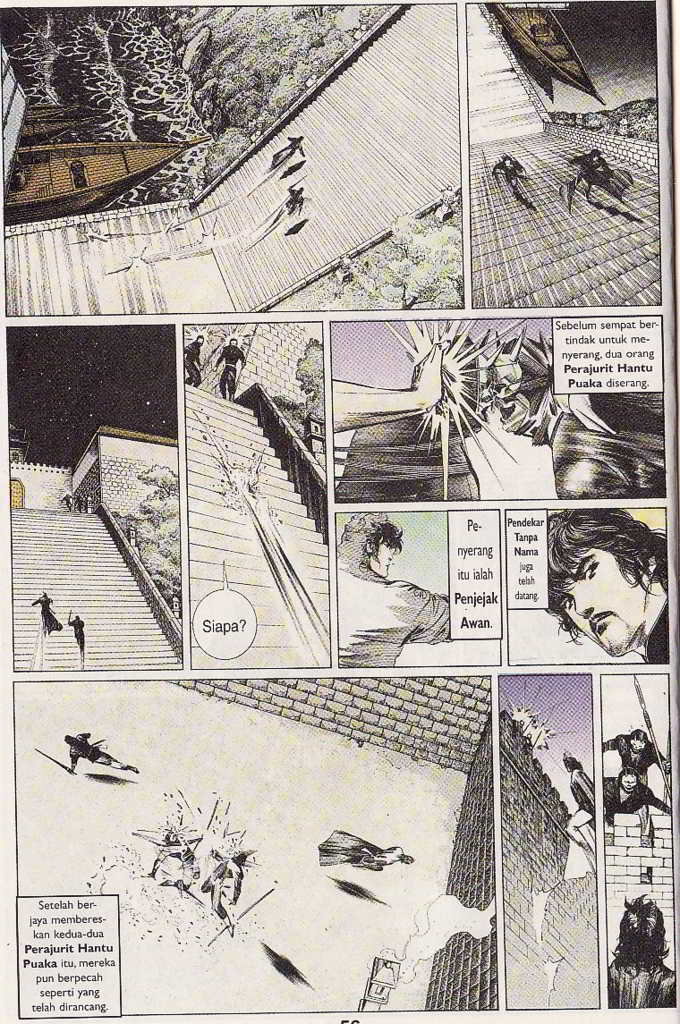 Sebelum sempat ber-
tindak untuk me-
nyerang, dua orang
Perajurit Hantu
Puaka diserang.
Siapa?
Pe-
nyerang
itu ialah
Penjejak
Awan.
Pendekar
Tanpa
Nama
juga
telah
datang.
Setelah ber-
jaya memberes-
kan kedua-dua
Perajurit Hantu
Puaka itu, mereka
pun berpecah
seperti yang
telah dirancang.